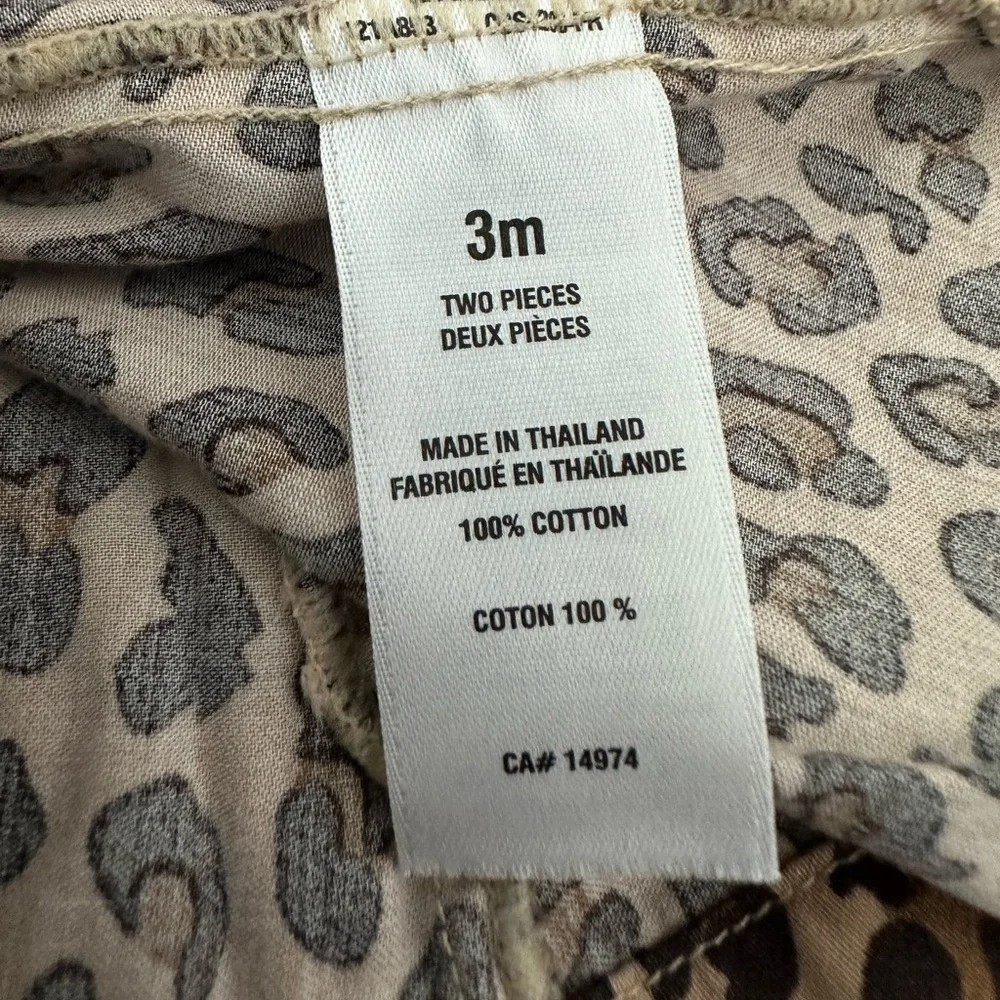 3m
TWO PIECES
DEUX PIÈCES
MADE IN THAILAND
FABRIQUÉ EN THAÏLANDE
100% COTTON
COTON 100 %
CA# 14974